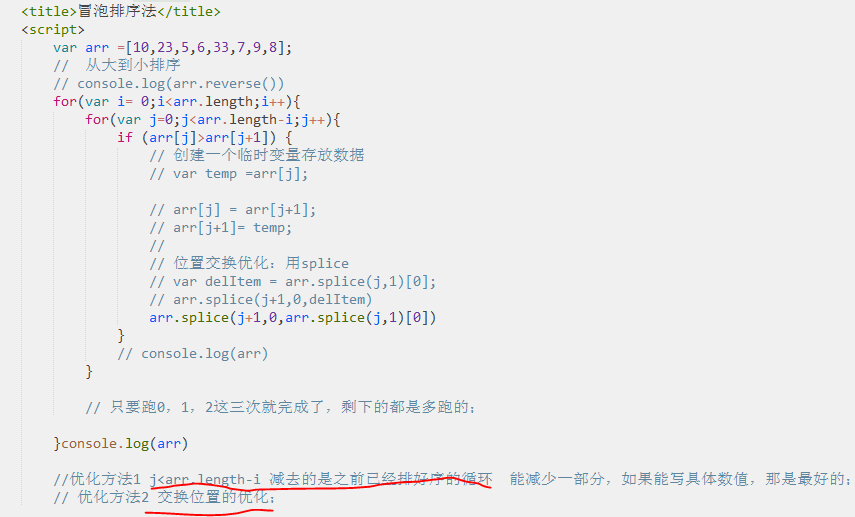 <title>冒泡排序法</title>
<script>
var arr =[10,23,5,6,33,7,9,8];
// 从大到小排序
// console.log(arr.reverse())
for(var i= 0;i<arr.length;i++){
for(var j=0;j<arr.length-i;j++){
if (arr[j]>arr[j+1]) {
// 创建一个临时变量存放数据
// var temp =arr[j];
// arr[j] = arr[j+1];
// arr[j+1]= temp;
//
// 位置交换优化：用splice
// var delItem = arr.splice(j,1)[0];
// arr.splice(j+1,0,delItem)
arr.splice(j+1,0,arr.splice(j,1)[0])
}
// console.log(arr)
}
// 只要跑0，1，2这三次就完成了，剩下的都是多跑的；
}console.log(arr)
//优化方法1 j<arr.length-i 减去的是之前已经排好序的循环 能减少一部分，如果能写具体数值，那是最好的；
// 优化方法2 交换位置的优化；